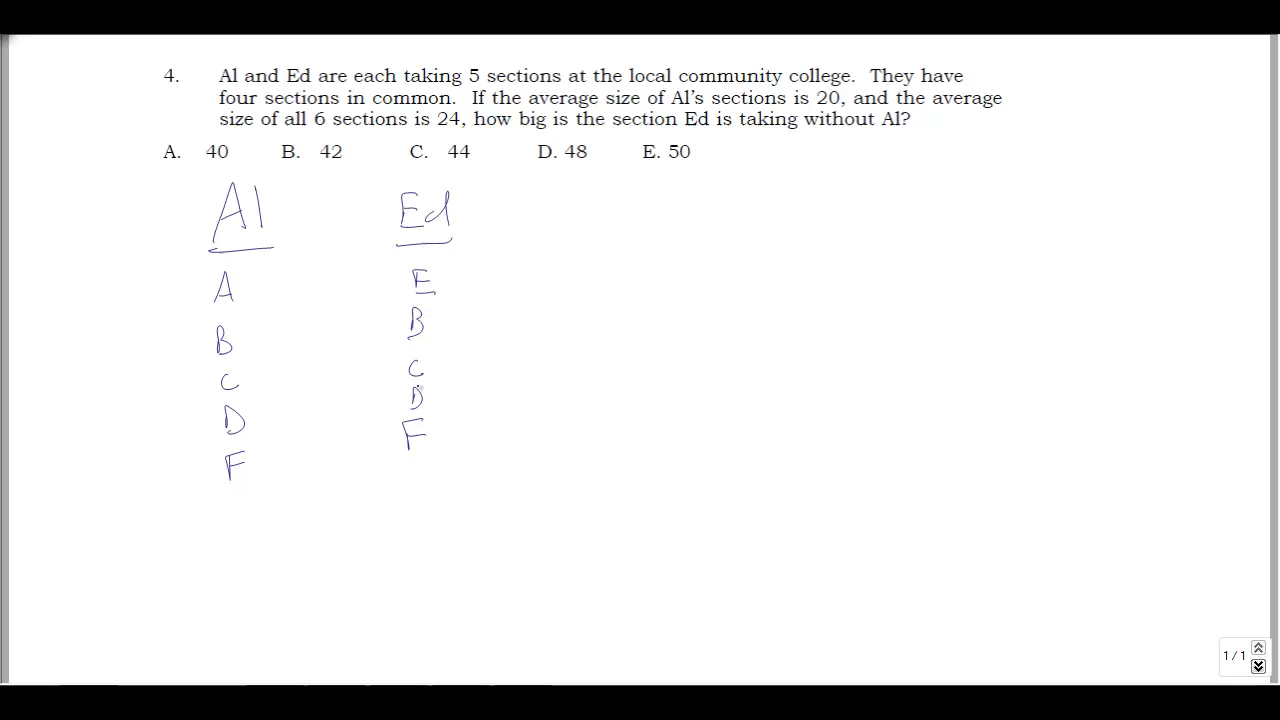 4. Al and Ed are each taking 5 sections at the local community college. They have
four sections in common. If the average size of Al's sections is 20, and the average
size of all 6 sections is 24, how big is the section Ed is taking without Al?
A. 40 B. 42 C. 44 D. 48 E. 50
Al Ed
A E
B B
C C
D D
F F
1 / 1